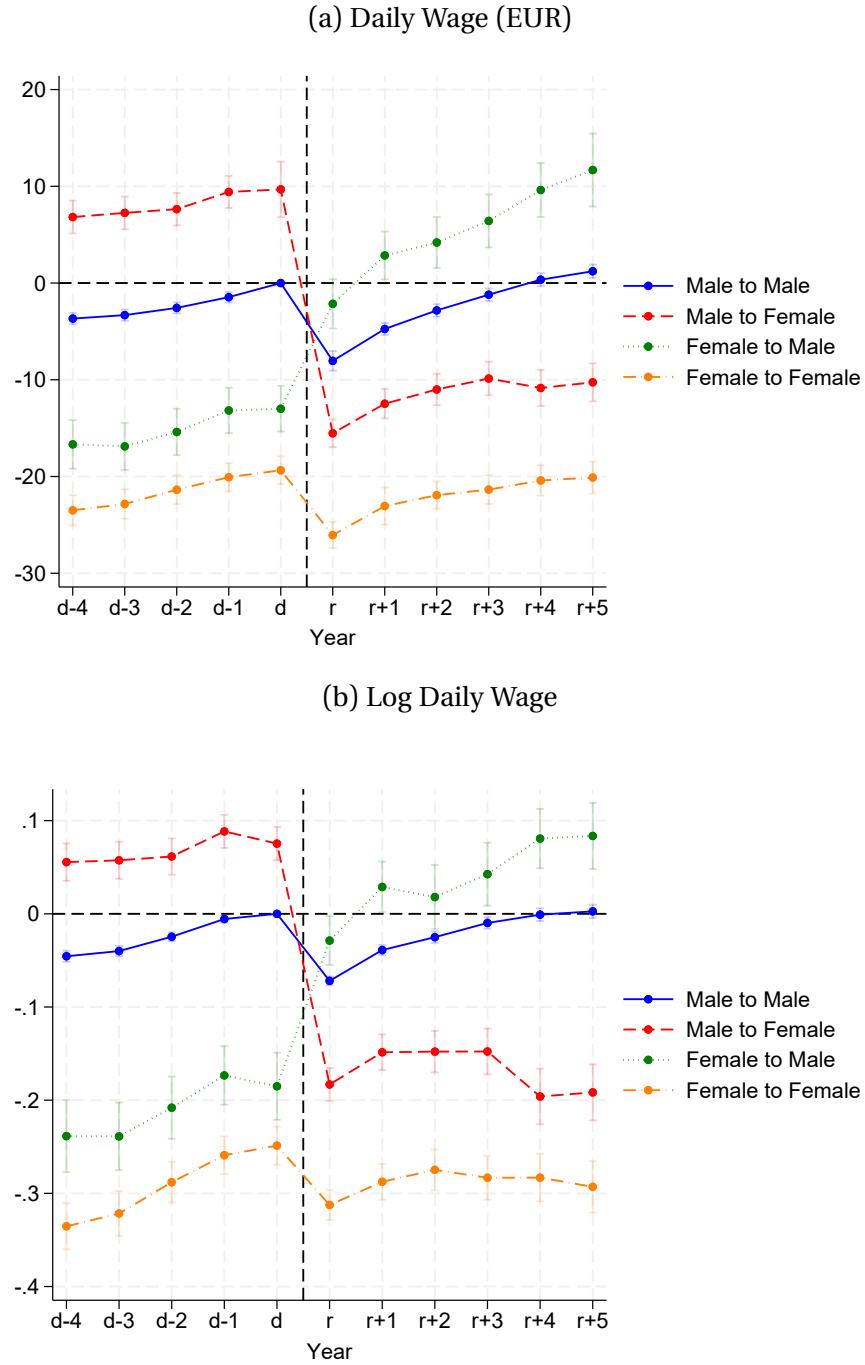 (a) Daily Wage (EUR)
20
10
0
-10
-20
-30
d-4 d-3 d-2 d-1 d r r+1 r+2 r+3 r+4 r+5
Year
Male to Male
Male to Female
Female to Male
Female to Female
(b) Log Daily Wage
.1
0
-.1
-.2
-.3
-.4
d-4 d-3 d-2 d-1 d r r+1 r+2 r+3 r+4 r+5
Year
Male to Male
Male to Female
Female to Male
Female to Female